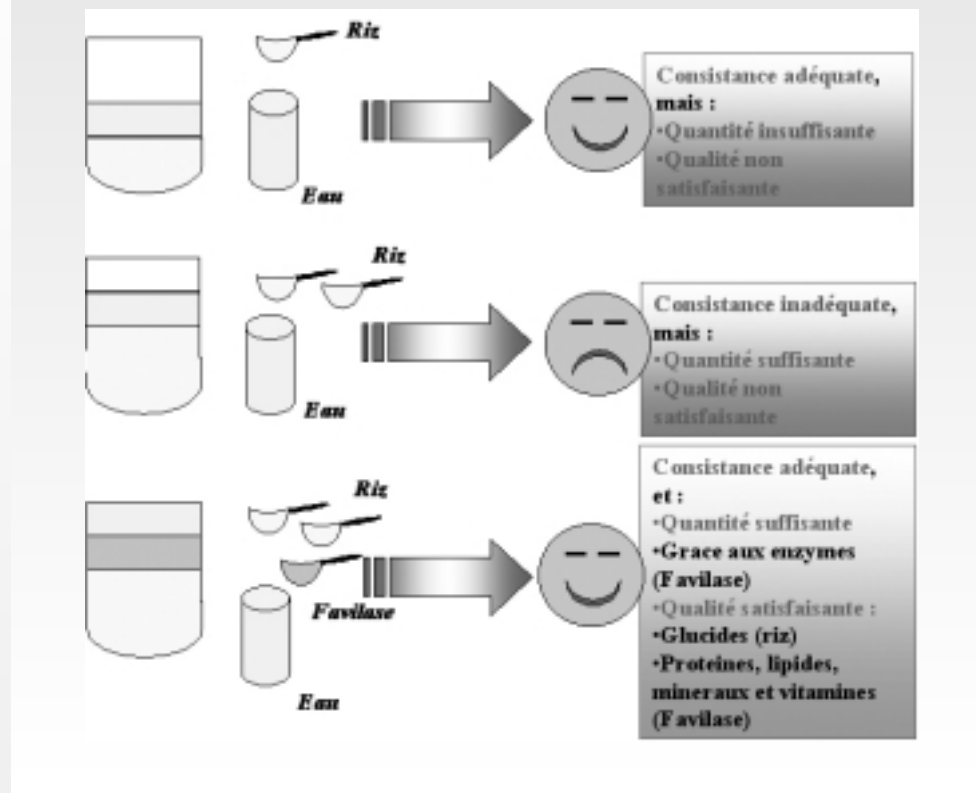 Riz
Consistance adéquate,
mais :
•Quantité insuffisante
•Qualité non
satisfaisante
Eau
Riz
Consistance inadéquate,
mais :
•Quantité suffisante
•Qualité non
satisfaisante
Eau
Riz
Favilase
Eau
Consistance adéquate,
et :
•Quantité suffisante
•Grace aux enzymes
(Favilase)
•Qualité satisfaisante :
•Glucides (riz)
•Proteines, lipides,
mineraux et vitamines
(Favilase)